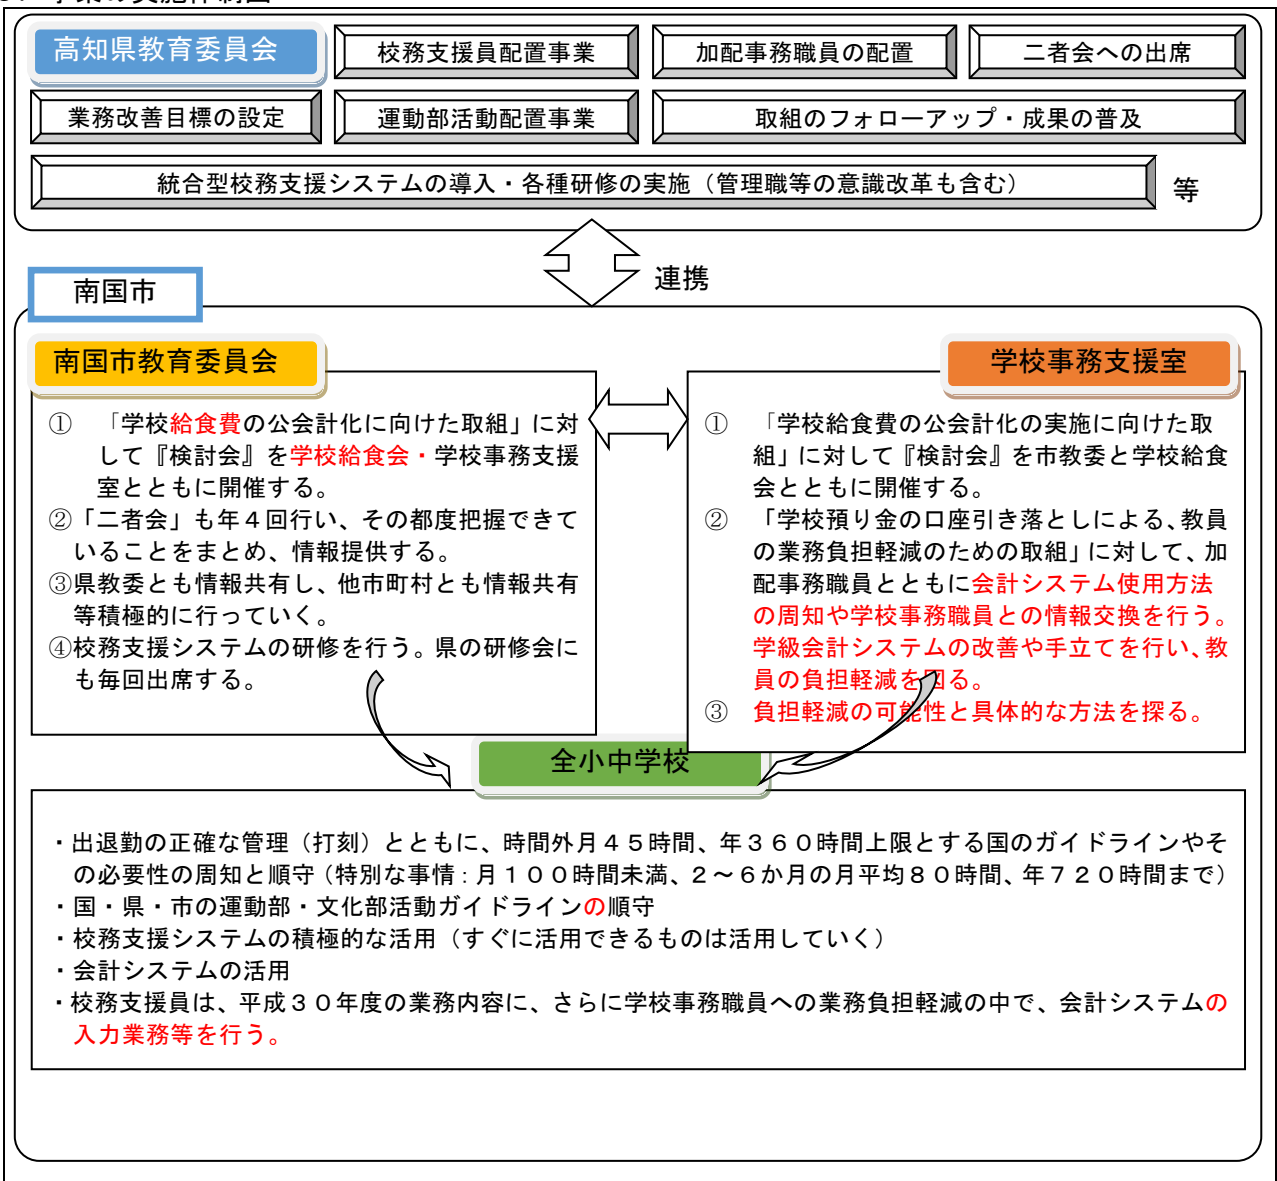 高知県教育委員会
校務支援員配置事業
加配事務職員の配置
二者会への出席
業務改善目標の設定
運動部活動配置事業
取組のフォローアップ・成果の普及
統合型校務支援システムの導入・各種研修の実施（管理職等の意識改革も含む）
等
連携
南国市
南国市教育委員会
①　「学校給食費の公会計化に向けた取組」に対
して『検討会』を学校給食会・学校事務支援
室とともに開催する。
②「二者会」も年４回行い、その都度把握できて
いることをまとめ、情報提供する。
③県教委とも情報共有し、他市町村とも情報共有
等積極的に行っていく。
④校務支援システムの研修を行う。県の研修会に
も毎回出席する。
学校事務支援室
①　「学校給食費の公会計化の実施に向けた取
組」に対して『検討会』を市教委と学校給食
会とともに開催する。
②　「学校預り金の口座引き落としによる、教員
の業務負担軽減のための取組」に対して、加
配事務職員とともに会計システム使用方法
の周知や学校事務職員との情報交換を行う。
学級会計システムの改善や手立てを行い、教
員の負担軽減を図る。
③　負担軽減の可能性と具体的な方法を探る。
全小中学校
・出退勤の正確な管理（打刻）とともに、時間外月４５時間、年３６０時間上限とする国のガイドラインやそ
の必要性の周知と順守（特別な事情：月１００時間未満、２～６か月の月平均８０時間、年７２０時間まで）
・国・県・市の運動部・文化部活動ガイドラインの順守
・校務支援システムの積極的な活用（すぐに活用できるものは活用していく）
・会計システムの活用
・校務支援員は、平成３０年度の業務内容に、さらに学校事務職員への業務負担軽減の中で、会計システムの
入力業務等を行う。